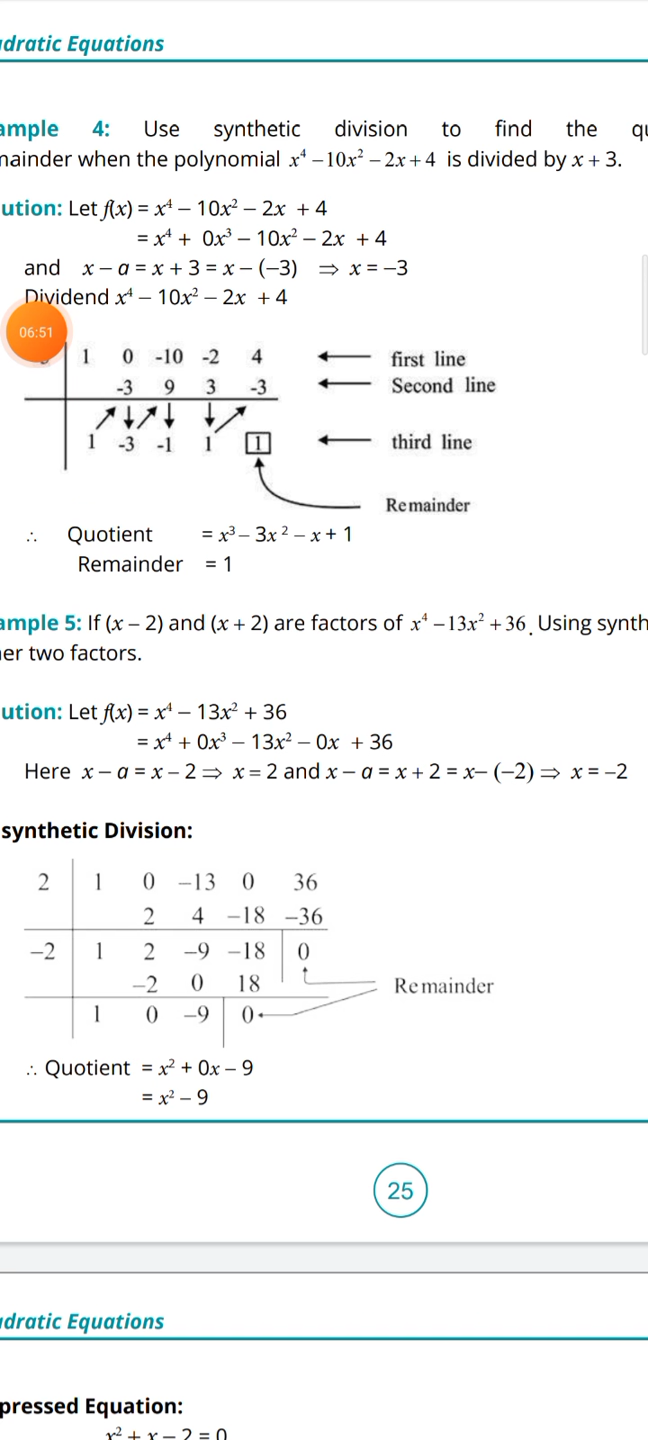 dratic Equations
ample 4: Use synthetic division to find the qu
nainder when the polynomial x⁴ – 10x² – 2x + 4 is divided by x + 3.
ution: Let f(x) = x⁴ – 10x² – 2x + 4
= x⁴ + 0x³ – 10x² – 2x + 4
and x – a = x + 3 = x – (–3) ⇒ x = –3
Dividend x⁴ – 10x² – 2x + 4
06:51
1 0 -10 -2 4 ← first line
-3 9 3 -3 ← Second line
1 -3 -1 1 1 ← third line
Remainder
∴ Quotient = x³ – 3x² – x + 1
Remainder = 1
ample 5: If (x – 2) and (x + 2) are factors of x⁴ – 13x² + 36. Using synth
er two factors.
ution: Let f(x) = x⁴ – 13x² + 36
= x⁴ + 0x³ – 13x² – 0x + 36
Here x – a = x – 2 ⇒ x = 2 and x – a = x + 2 = x– (–2) ⇒ x = –2
synthetic Division:
2 1 0 –13 0 36
2 4 –18 –36
–2 1 2 –9 –18 0
–2 0 18 Remainder
1 0 –9 0
∴ Quotient = x² + 0x – 9
= x² – 9
25
dratic Equations
pressed Equation:
x² + x – 2 = 0